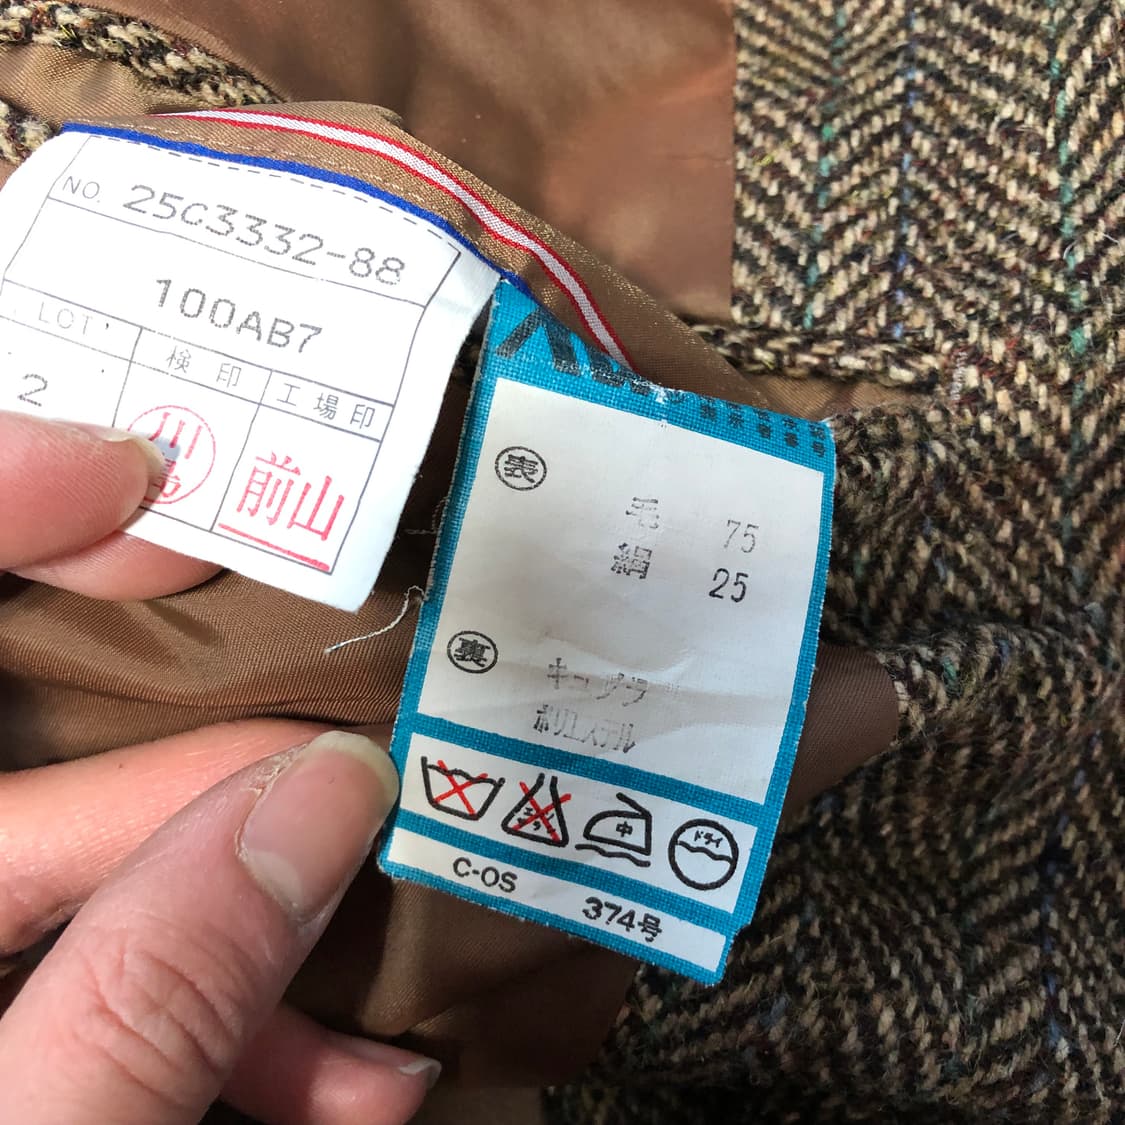 NO. 25C3332-88
100AB7
LOT
検印
工場印
2
川
前山
表
毛 75
絹 25
裏
キュプラ
ポリエステル
中
ドライ
C-OS
374号